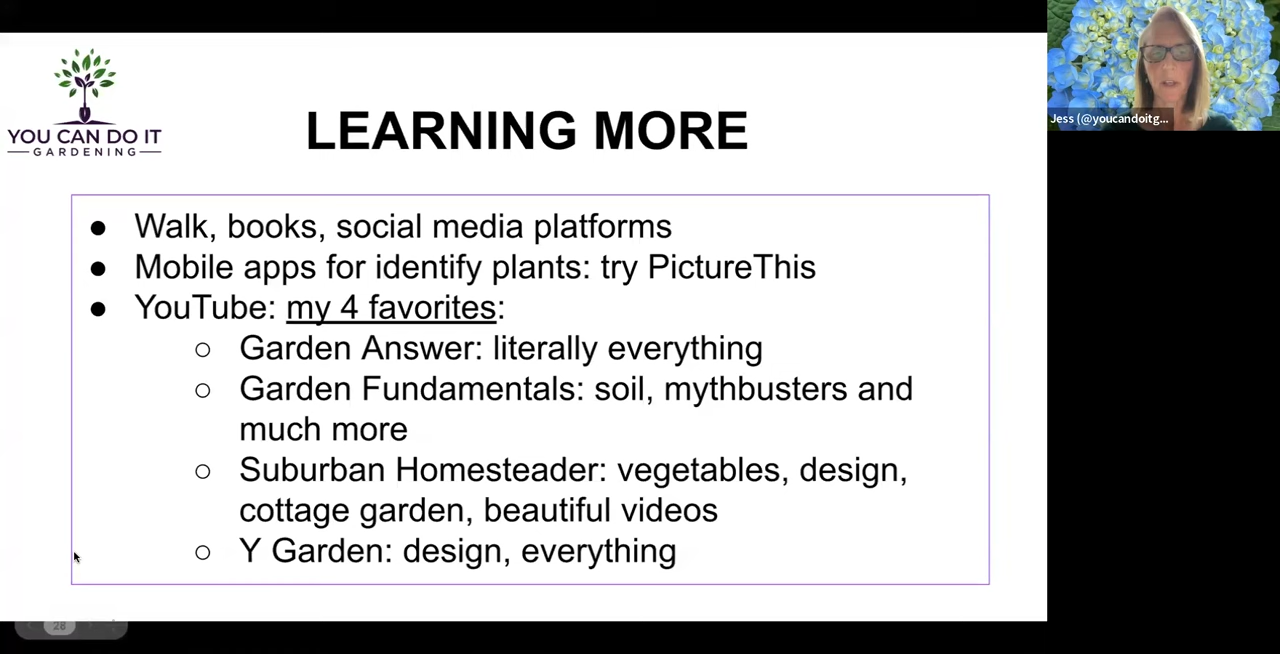 YOU CAN DO IT
GARDENING
LEARNING MORE
● Walk, books, social media platforms
● Mobile apps for identify plants: try PictureThis
● YouTube: my 4 favorites:
○ Garden Answer: literally everything
○ Garden Fundamentals: soil, mythbusters and
much more
○ Suburban Homesteader: vegetables, design,
cottage garden, beautiful videos
○ Y Garden: design, everything
28
Jess (@youcandoitg...